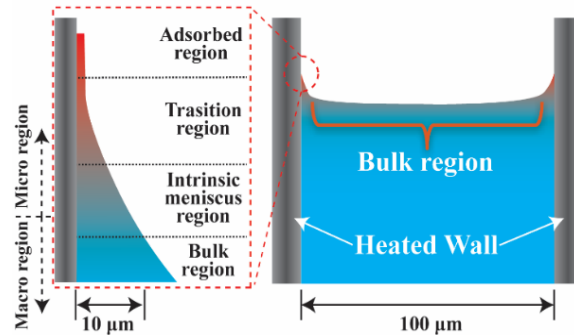 Adsorbed
region
Trasition
region
Intrinsic
meniscus
region
Bulk
region
Macro region
Micro region
10 μm
Bulk region
Heated Wall
100 μm